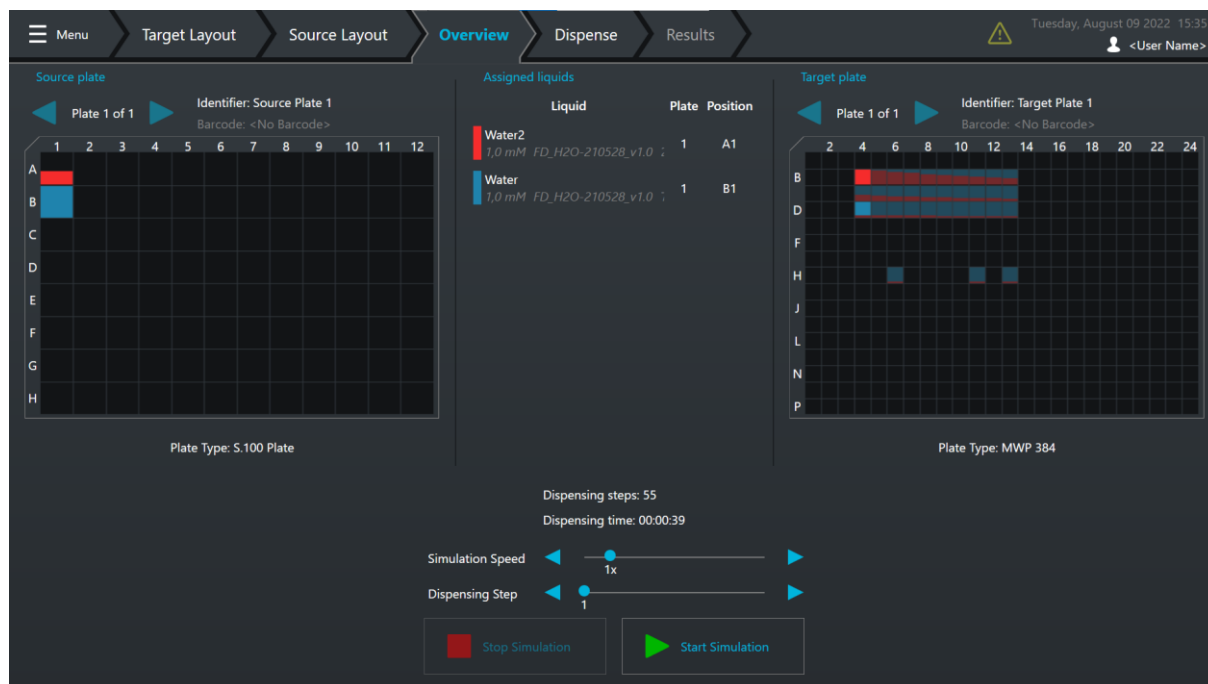 Menu
Target Layout
Source Layout
Overview
Dispense
Results
Tuesday, August 09 2022 15:35
<User Name>
Source plate
Plate 1 of 1
Identifier: Source Plate 1
Barcode: <No Barcode>
1 2 3 4 5 6 7 8 9 10 11 12
A
B
C
D
E
F
G
H
Plate Type: S.100 Plate
Assigned liquids
Liquid Plate Position
Water2
1,0 mM FD_H2O-210528_v1.0
1 A1
Water
1,0 mM FD_H2O-210528_v1.0
1 B1
Target plate
Plate 1 of 1
Identifier: Target Plate 1
Barcode: <No Barcode>
2 4 6 8 10 12 14 16 18 20 22 24
B
D
F
H
J
L
N
P
Plate Type: MWP 384
Dispensing steps: 55
Dispensing time: 00:00:39
Simulation Speed
1x
Dispensing Step
1
Stop Simulation
Start Simulation